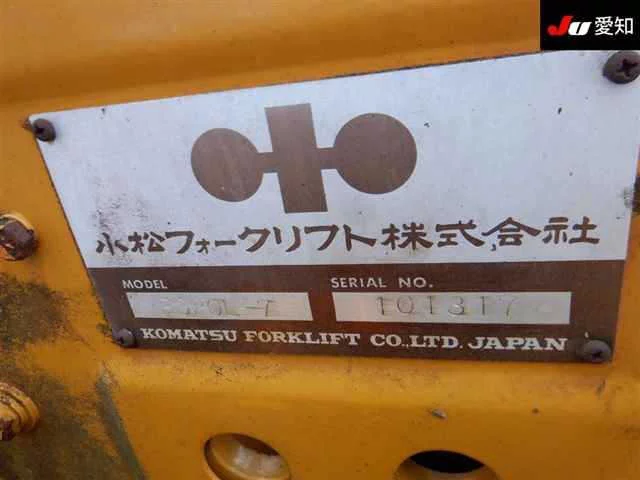 Ju 愛知
小松フォークリフト株式会社
MODEL SERIAL NO.
101317
KOMATSU FORKLIFT CO.,LTD. JAPAN